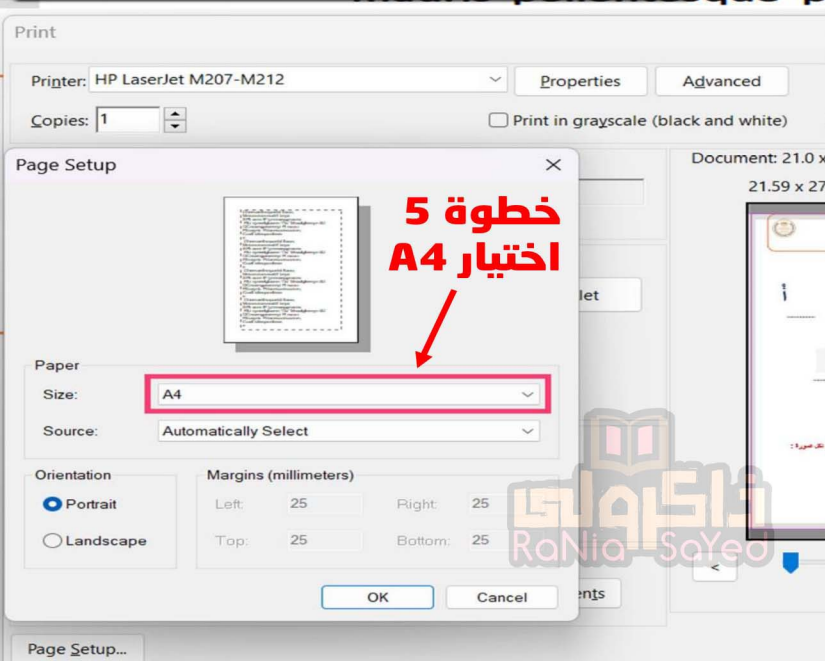 Print
Printer: HP LaserJet M207-M212
Properties
Advanced
Copies: 1
Print in grayscale (black and white)
Page Setup
Document: 21.0 x
21.59 x 27
خطوة 5
اختيار A4
أ
let
Paper
Size: A4
Source: Automatically Select
Orientation
Margins (millimeters)
Portrait
Left: 25
Right: 25
Landscape
Top: 25
Bottom: 25
ذاكرولي
RaNia SaYed
<
OK
Cancel
ents
Page Setup...